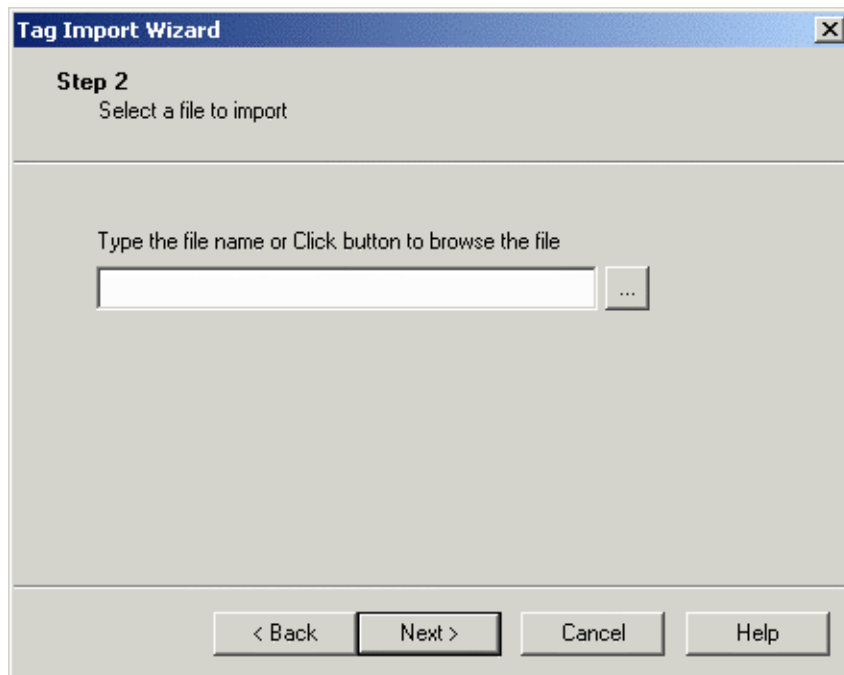 Tag Import Wizard
Step 2
Select a file to import
Type the file name or Click button to browse the file
...
< Back Next > Cancel Help